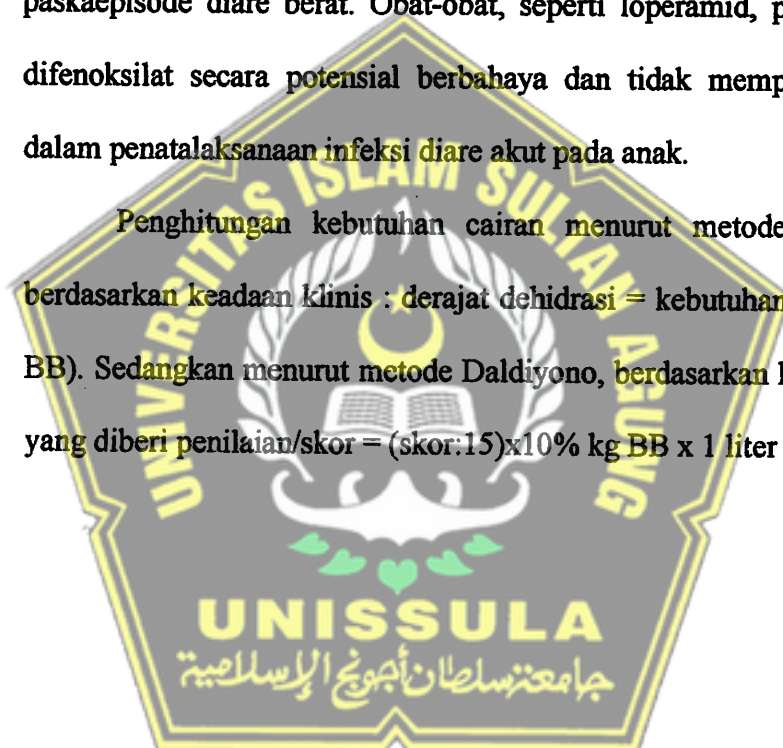 paskaepisode diare berat. Obat-obat, seperti loperamid, p
difenoksilat secara potensial berbahaya dan tidak memp
dalam penatalaksanaan infeksi diare akut pada anak.
Penghitungan kebutuhan cairan menurut metode
berdasarkan keadaan klinis : derajat dehidrasi = kebutuhan
BB). Sedangkan menurut metode Daldiyono, berdasarkan
yang diberi penilaian/skor = (skor:15)x10% kg BB x 1 liter
UNIVERSITAS ISLAM SULTAN AGUNG
UNISSULA
جامعتسلطان أجونج الإسلامية